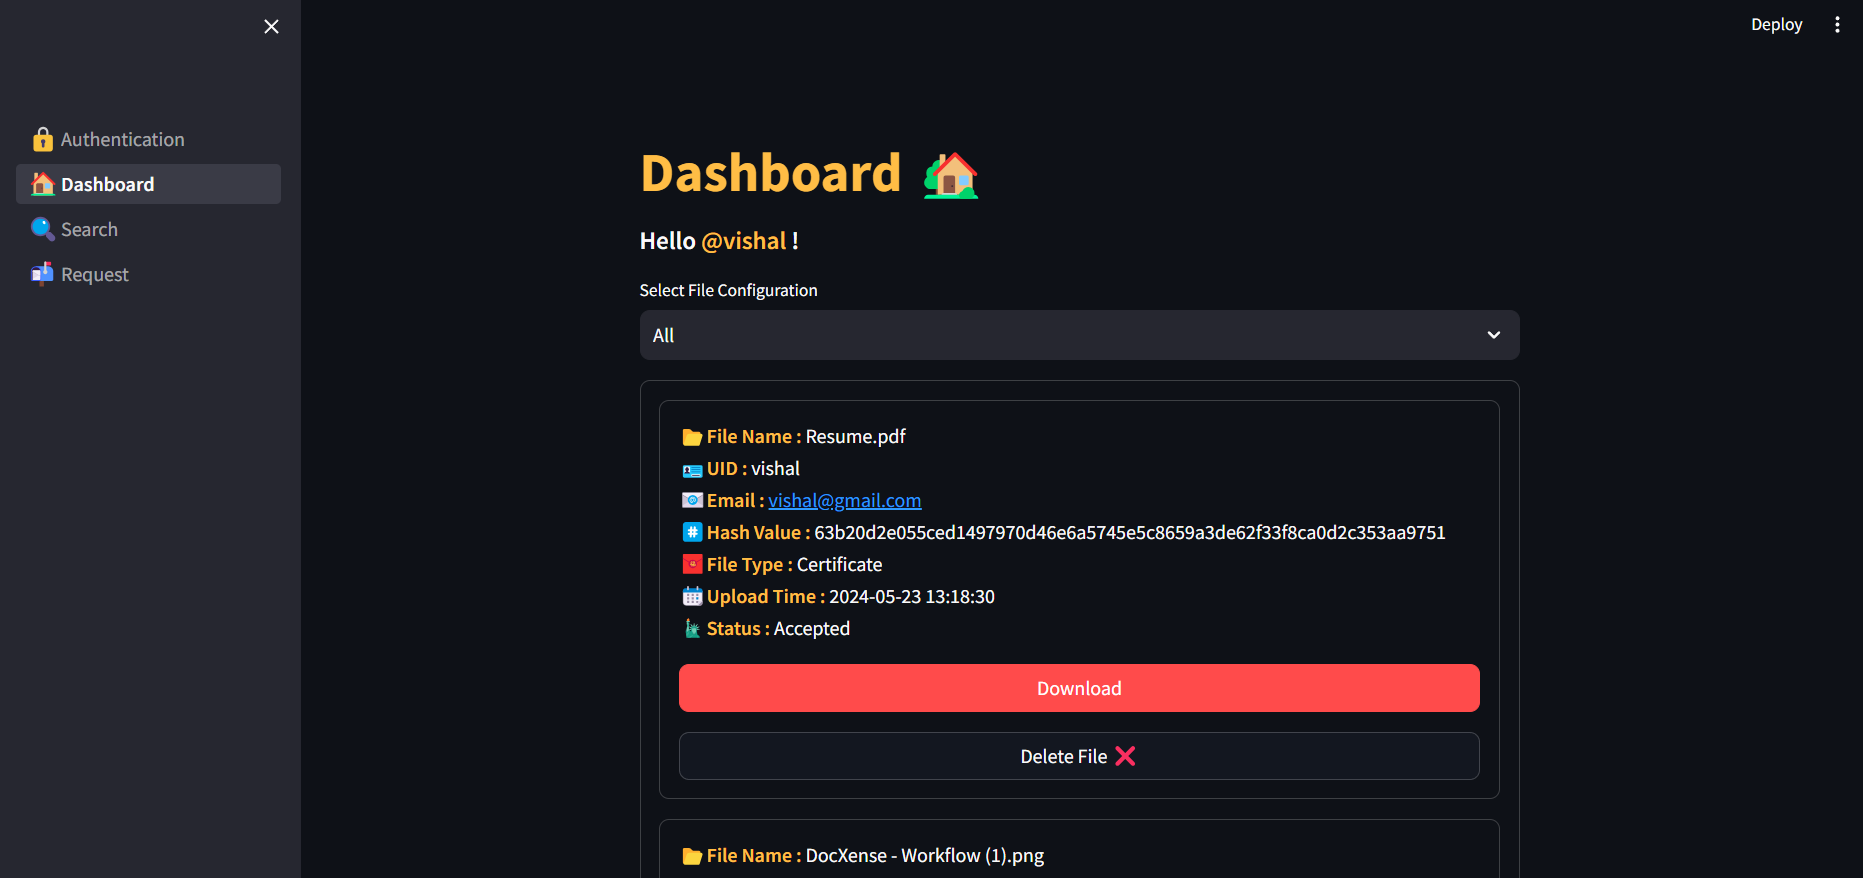 Deploy
Authentication
Dashboard
Search
Request
Dashboard
Hello @vishal !
Select File Configuration
All
File Name : Resume.pdf
UID : vishal
Email : vishal@gmail.com
Hash Value : 63b20d2e055ced1497970d46e6a5745e5c8659a3de62f33f8ca0d2c353aa9751
File Type : Certificate
Upload Time : 2024-05-23 13:18:30
Status : Accepted
Download
Delete File
File Name : DocXense - Workflow (1).png